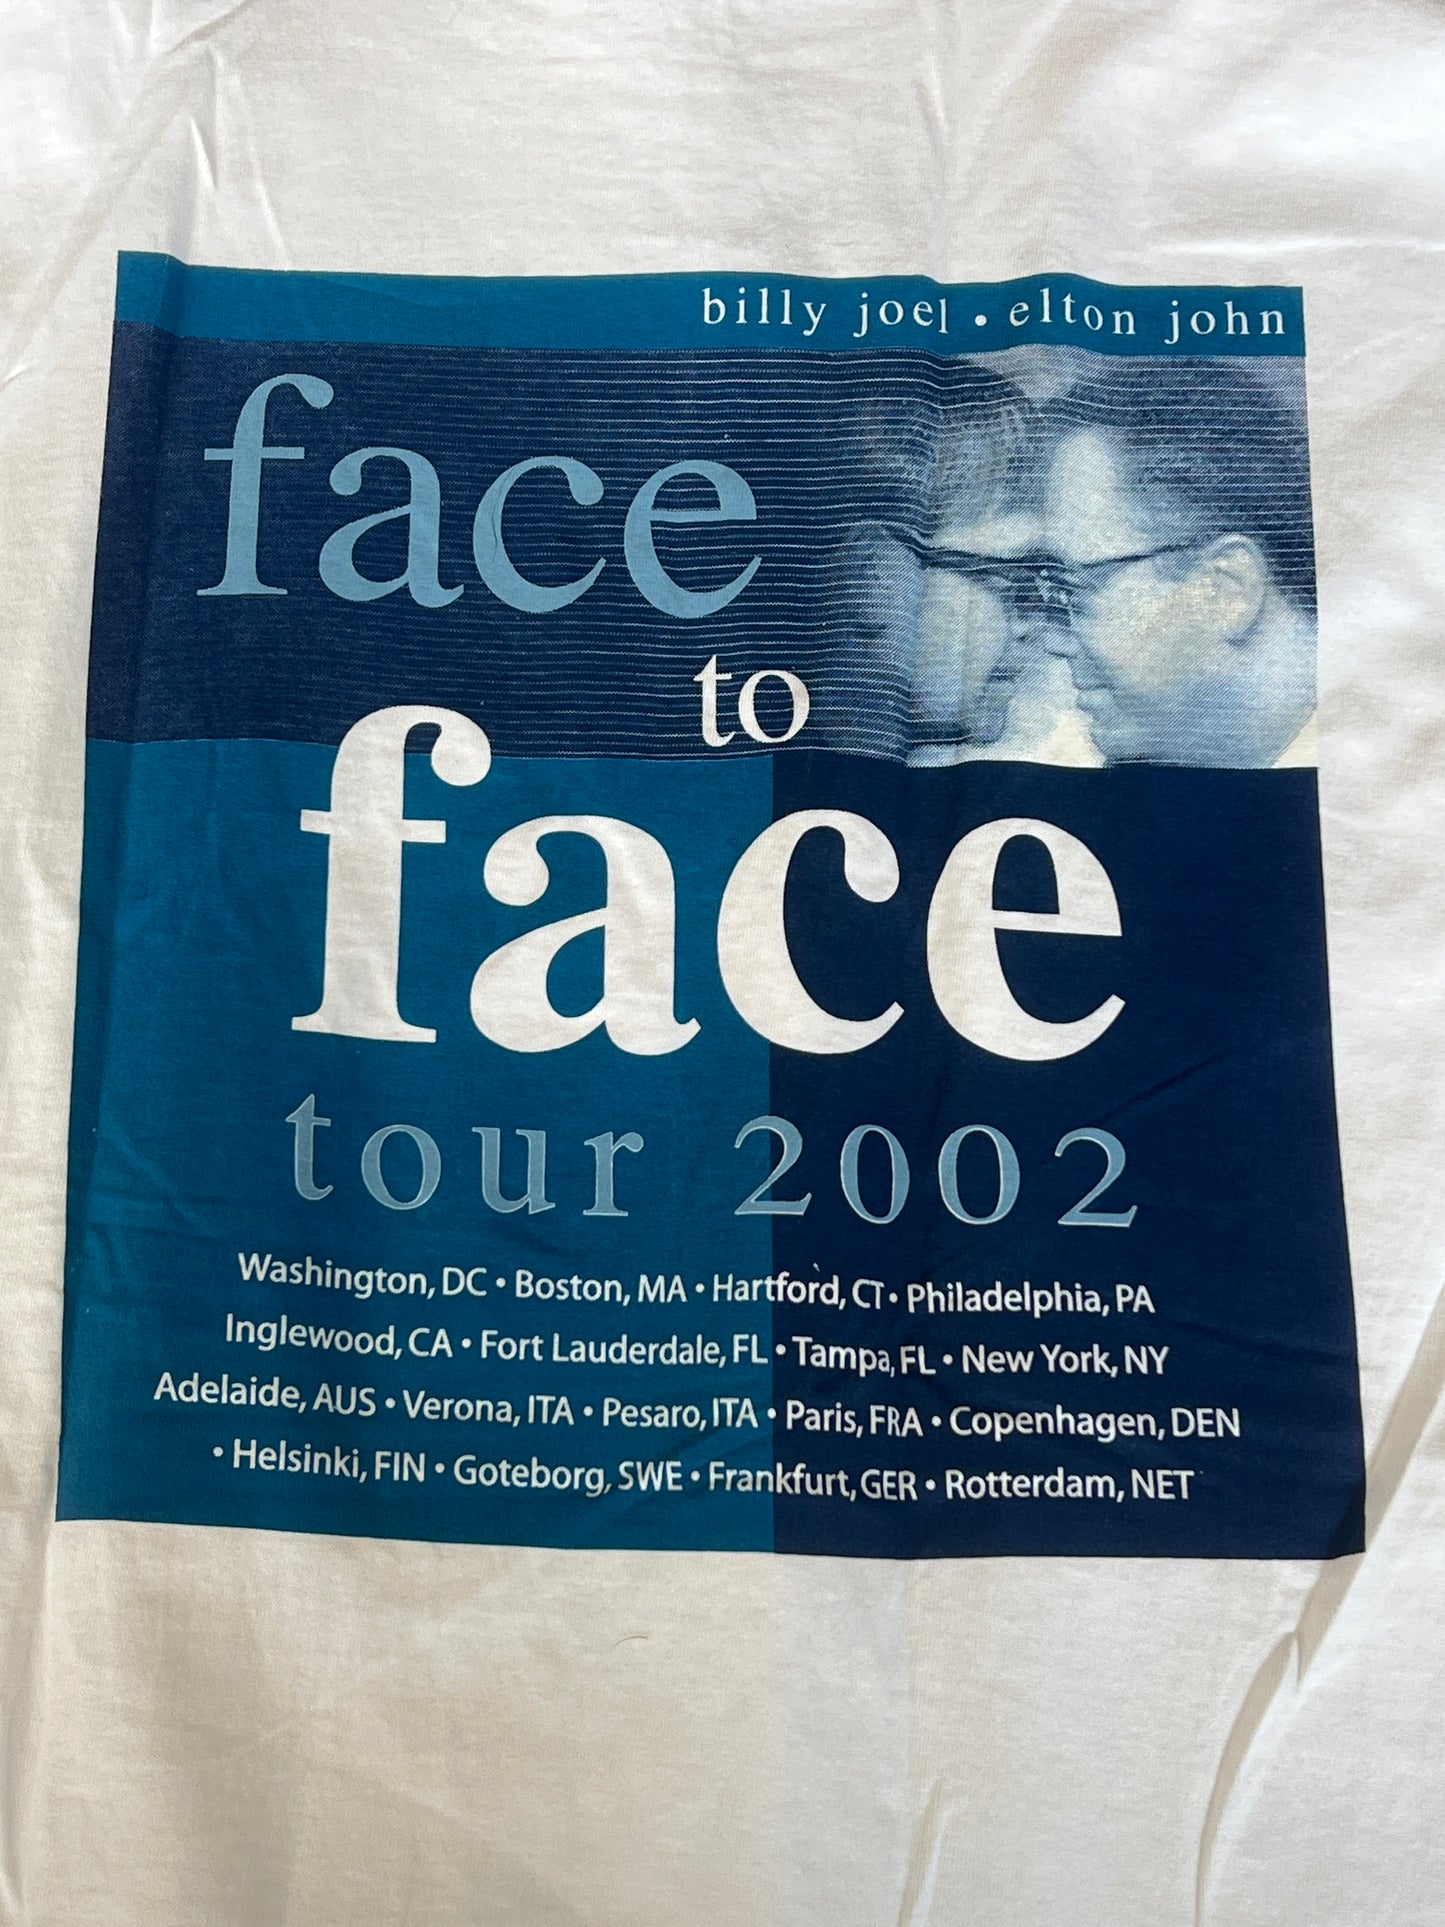 billy joel • elton john
face
to
face
tour 2002
Washington, DC • Boston, MA • Hartford, CT • Philadelphia, PA
Inglewood, CA • Fort Lauderdale, FL • Tampa, FL • New York, NY
Adelaide, AUS • Verona, ITA • Pesaro, ITA • Paris, FRA • Copenhagen, DEN
• Helsinki, FIN • Goteborg, SWE • Frankfurt, GER • Rotterdam, NET